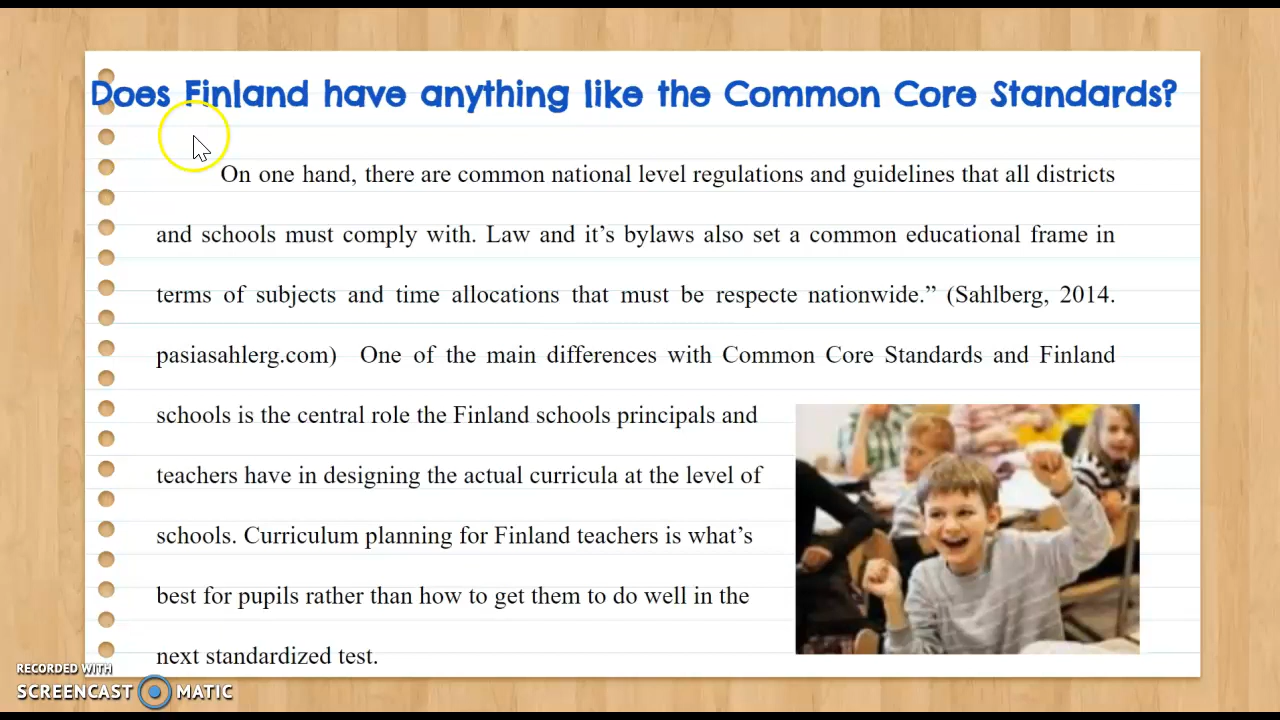 Does Finland have anything like the Common Core Standards?
On one hand, there are common national level regulations and guidelines that all districts
and schools must comply with. Law and it’s bylaws also set a common educational frame in
terms of subjects and time allocations that must be respecte nationwide.” (Sahlberg, 2014.
pasiasahlerg.com) One of the main differences with Common Core Standards and Finland
schools is the central role the Finland schools principals and
teachers have in designing the actual curricula at the level of
schools. Curriculum planning for Finland teachers is what’s
best for pupils rather than how to get them to do well in the
next standardized test.
RECORDED WITH
SCREENCAST MATIC